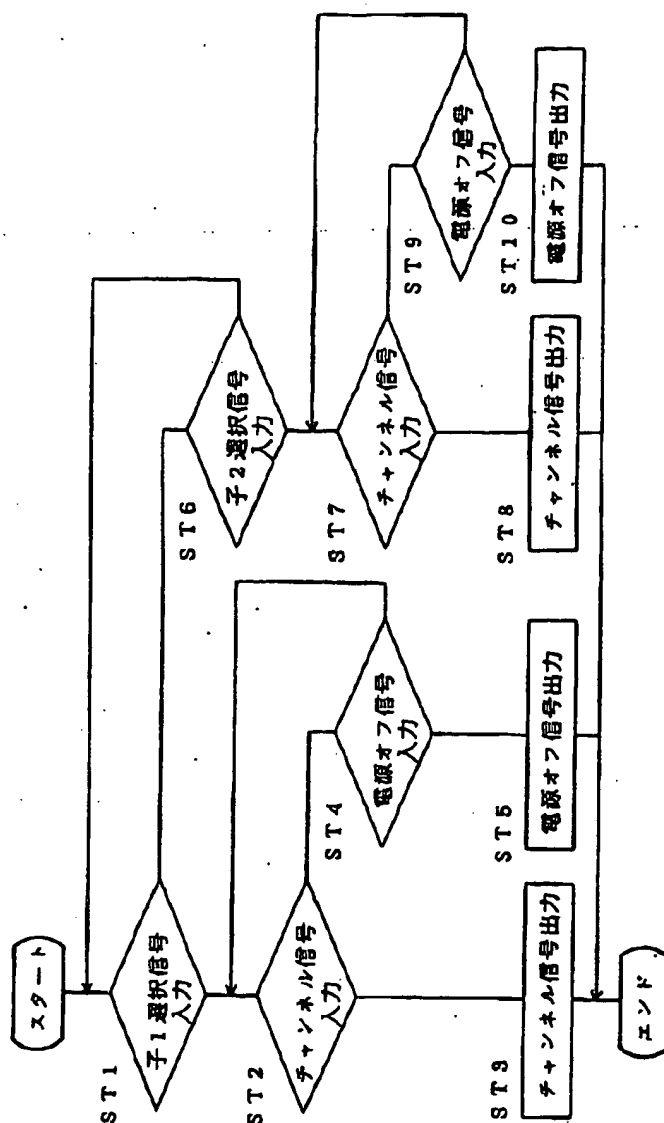 スタート
ST1
子1選択信号
入力
ST2
チャンネル信号
入力
ST3
チャンネル信号出力
ST4
電源オフ信号
入力
ST5
電源オフ信号出力
ST6
子2選択信号
入力
ST7
チャンネル信号
入力
ST8
チャンネル信号出力
ST9
電源オフ信号
入力
ST10
電源オフ信号出力
エンド